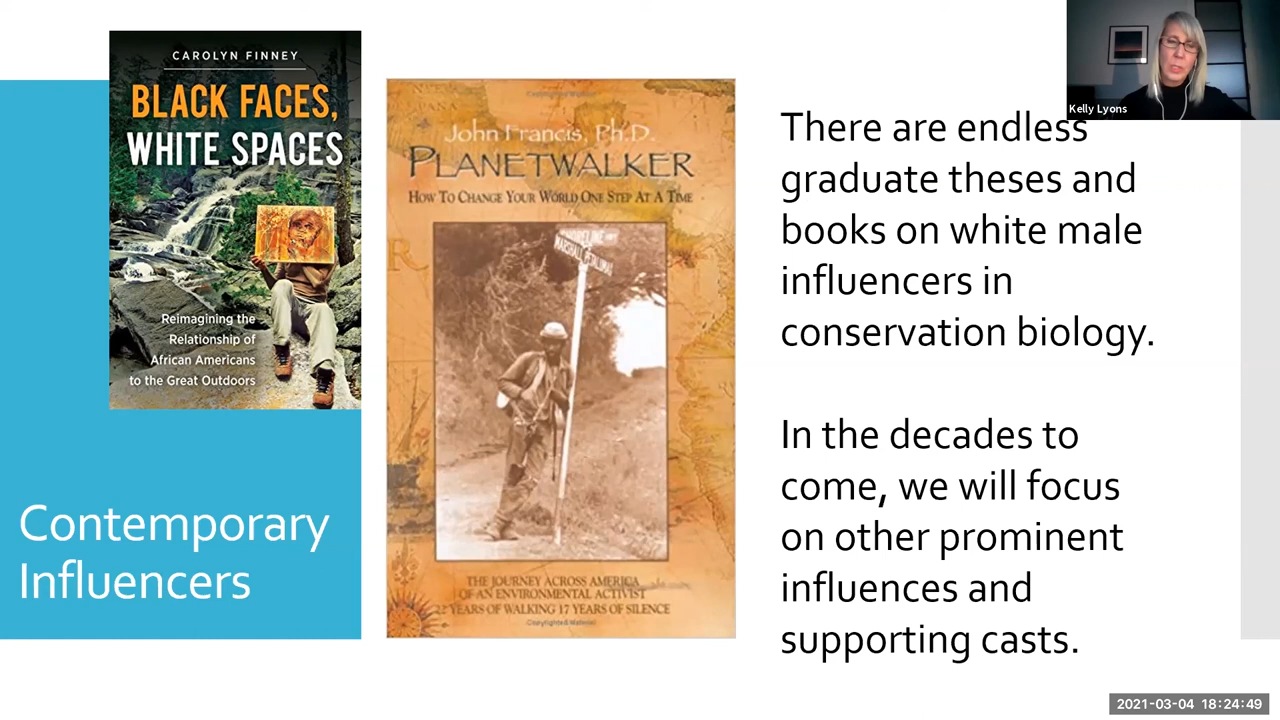 CAROLYN FINNEY
BLACK FACES,
WHITE SPACES
Reimagining the
Relationship of
African Americans
to the Great Outdoors
Contemporary
Influencers
Copyrighted Material
John Francis, Ph.D.
PLANETWALKER
HOW TO CHANGE YOUR WORLD ONE STEP AT A TIME
THE JOURNEY ACROSS AMERICA
OF AN ENVIRONMENTAL ACTIVIST
22 YEARS OF WALKING 17 YEARS OF SILENCE
Copyrighted Material
There are endless
graduate theses and
books on white male
influencers in
conservation biology.
In the decades to
come, we will focus
on other prominent
influences and
supporting casts.
Kelly Lyons
2021-03-04 18:24:49